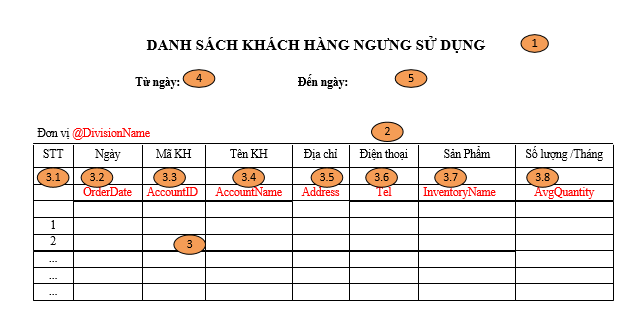 DANH SÁCH KHÁCH HÀNG NGƯNG SỬ DỤNG 1
Từ ngày: 4 Đến ngày: 5
Đơn vị @DivisionName 2
STT Ngày Mã KH Tên KH Địa chỉ Điện thoại Sản Phẩm Số lượng /Tháng
3.1 3.2 3.3 3.4 3.5 3.6 3.7 3.8
OrderDate AccountID AccountName Address Tel InventoryName AvgQuantity
1
2 3
...
...
...